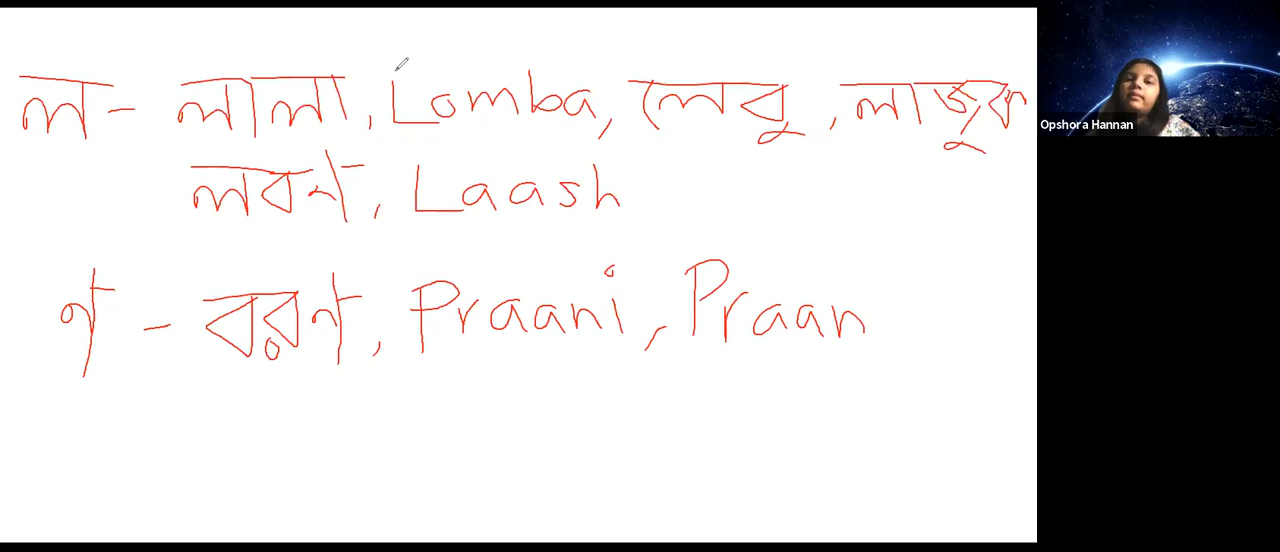 ল - লালা, Lomba, লেবু, লাজুক
লবণ, Laash
ণ - বরণ, Praani, Praan
Opshora Hannan